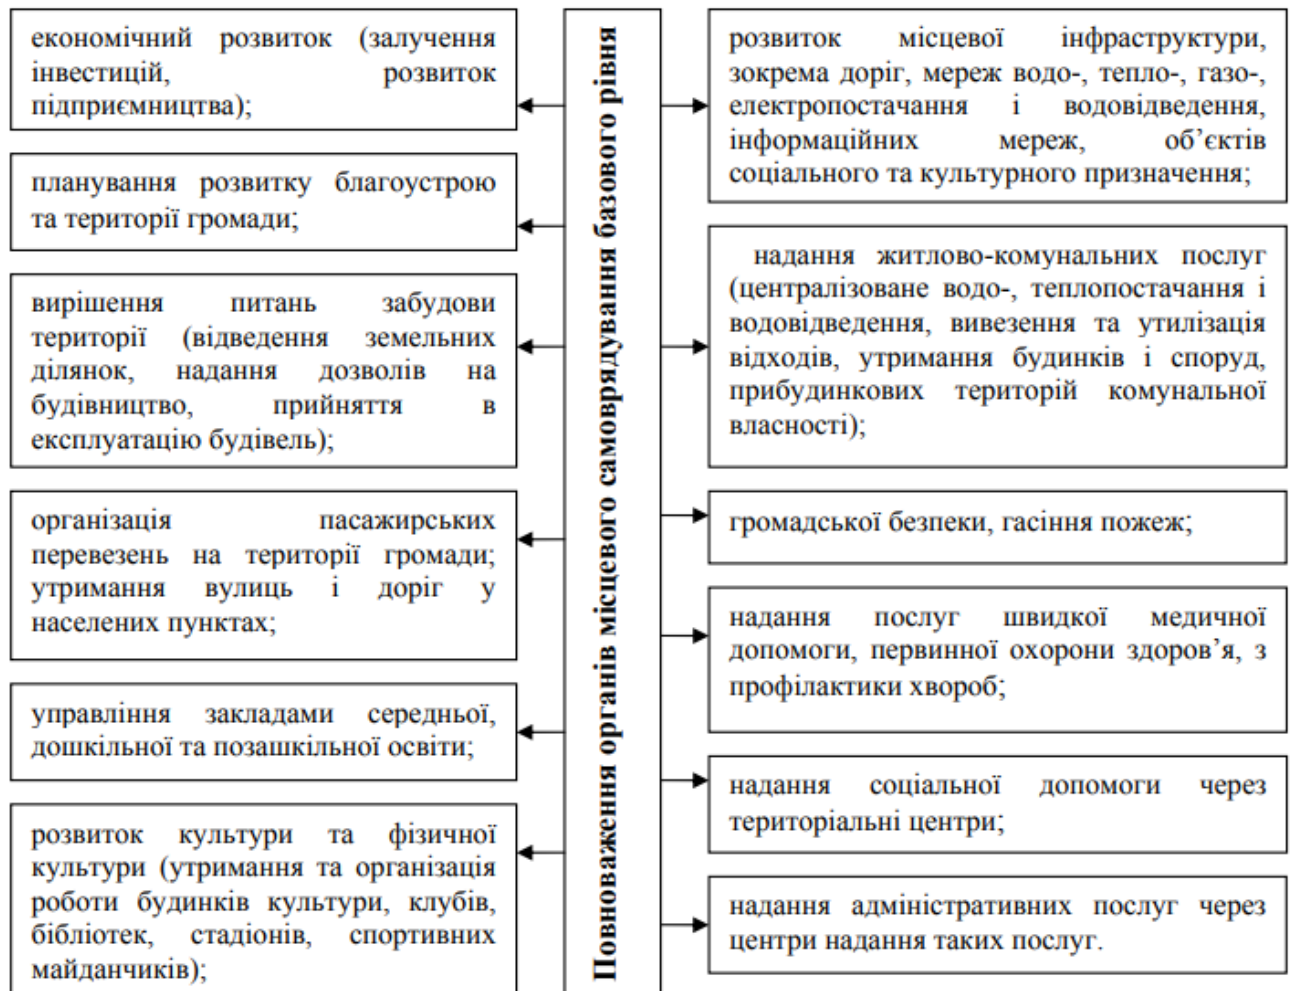 економічний розвиток (залучення
інвестицій, розвиток
підприємництва);
планування розвитку благоустрою
та території громади;
вирішення питань забудови
території (відведення земельних
ділянок, надання дозволів на
будівництво, прийняття в
експлуатацію будівель);
організація пасажирських
перевезень на території громади;
утримання вулиць і доріг у
населених пунктах;
управління закладами середньої,
дошкільної та позашкільної освіти;
розвиток культури та фізичної
культури (утримання та організація
роботи будинків культури, клубів,
бібліотек, стадіонів, спортивних
майданчиків);
Повноваження органів місцевого самоврядування базового рівня
розвиток місцевої інфраструктури,
зокрема доріг, мереж водо-, тепло-, газо-,
електропостачання і водовідведення,
інформаційних мереж, об’єктів
соціального та культурного призначення;
надання житлово-комунальних послуг
(централізоване водо-, теплопостачання і
водовідведення, вивезення та утилізація
відходів, утримання будинків і споруд,
прибудинкових територій комунальної
власності);
громадської безпеки, гасіння пожеж;
надання послуг швидкої медичної
допомоги, первинної охорони здоров’я, з
профілактики хвороб;
надання соціальної допомоги через
територіальні центри;
надання адміністративних послуг через
центри надання таких послуг.